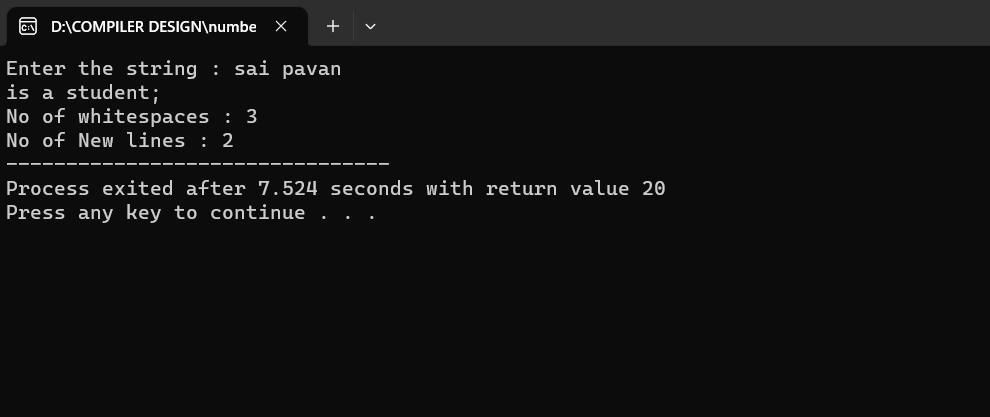 D:\COMPILER DESIGN\numbe
Enter the string : sai pavan
is a student;
No of whitespaces : 3
No of New lines : 2
--------------------------------
Process exited after 7.524 seconds with return value 20
Press any key to continue . . .